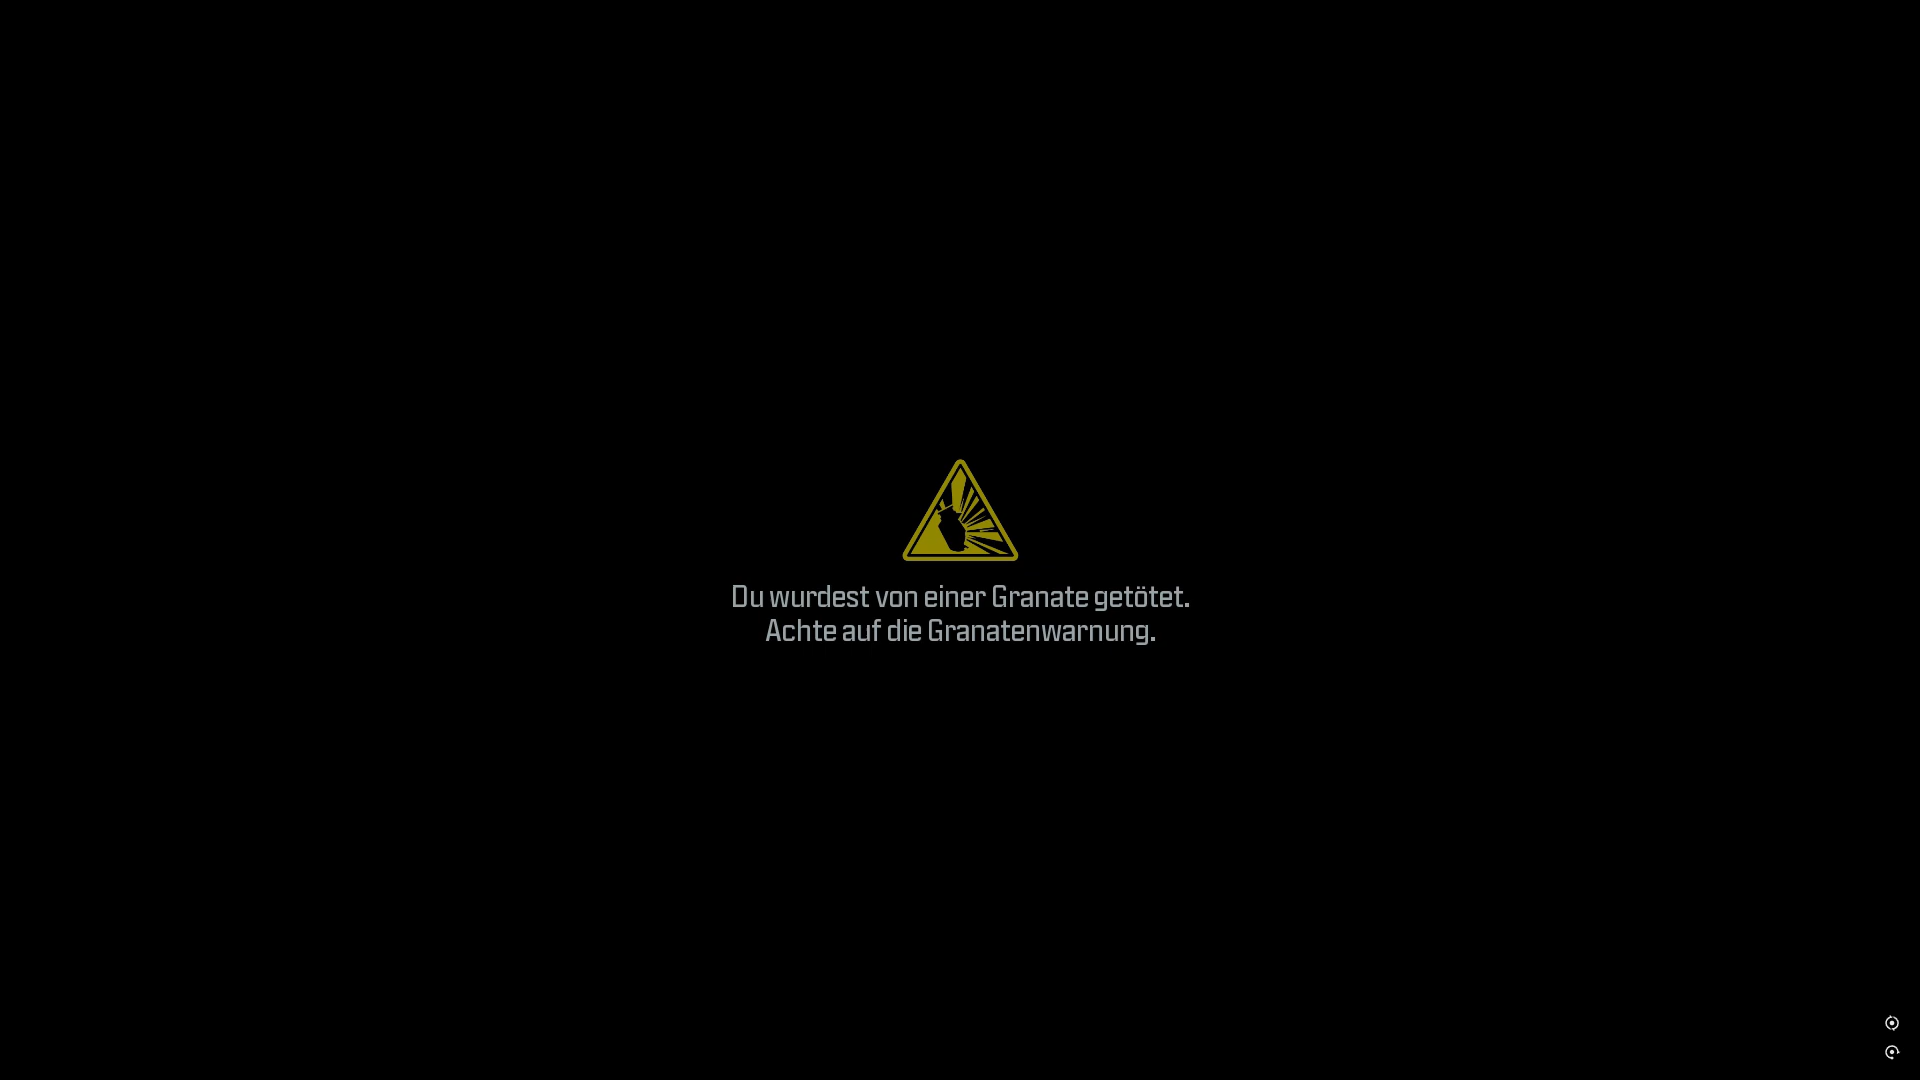 Du wurdest von einer Granate getötet.
Achte auf die Granatenwarnung.